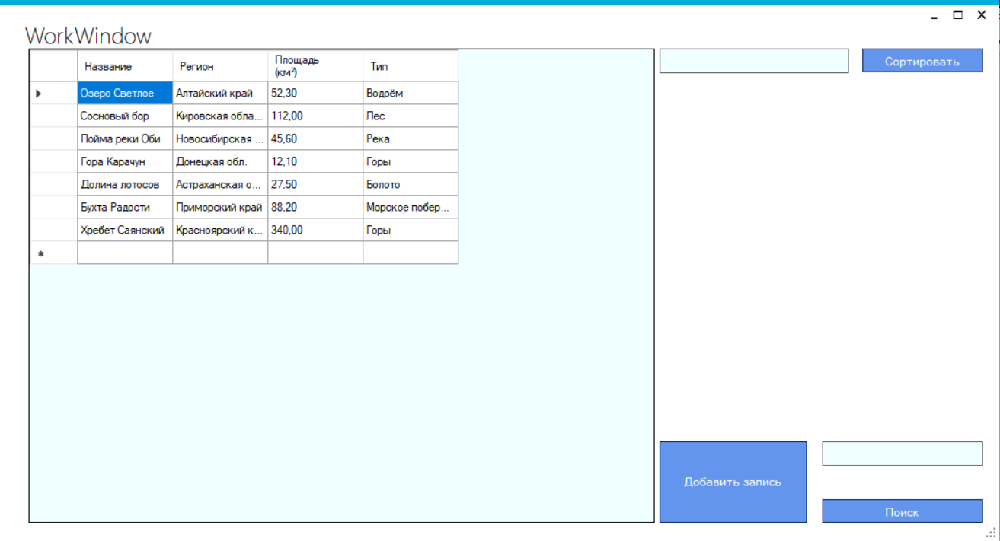 WorkWindow
Название Регион Площадь (км²) Тип
Озеро Светлое Алтайский край 52,30 Водоём
Сосновый бор Кировская обла... 112,00 Лес
Пойма реки Оби Новосибирская ... 45,60 Река
Гора Карачун Донецкая обл. 12,10 Горы
Долина лотосов Астраханская о... 27,50 Болото
Бухта Радости Приморский край 88,20 Морское побер...
Хребет Саянский Красноярский к... 340,00 Горы
Сортировать
Добавить запись
Поиск